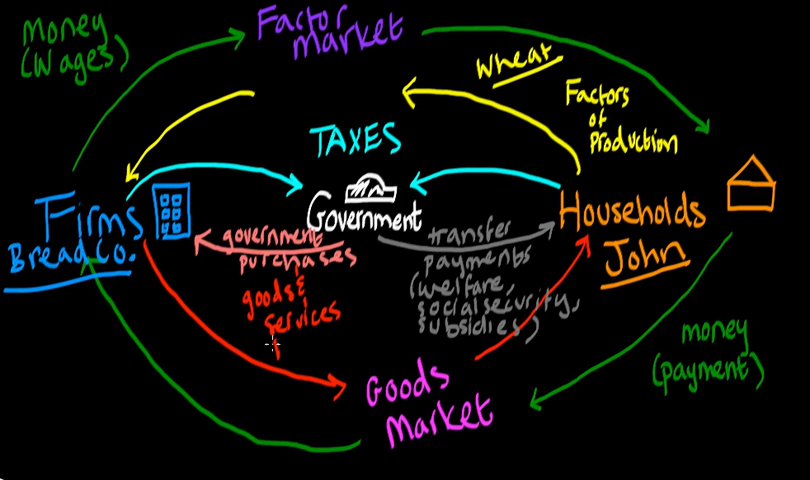 Money
(Wages)
Factor
market
wheat
Factors
of
Production
TAXES
Firms
Bread Co.
Government
Households
John
government
purchases
goods &
services
transfer
payments
(welfare,
social security,
subsidies)
money
(payment)
Goods
Market